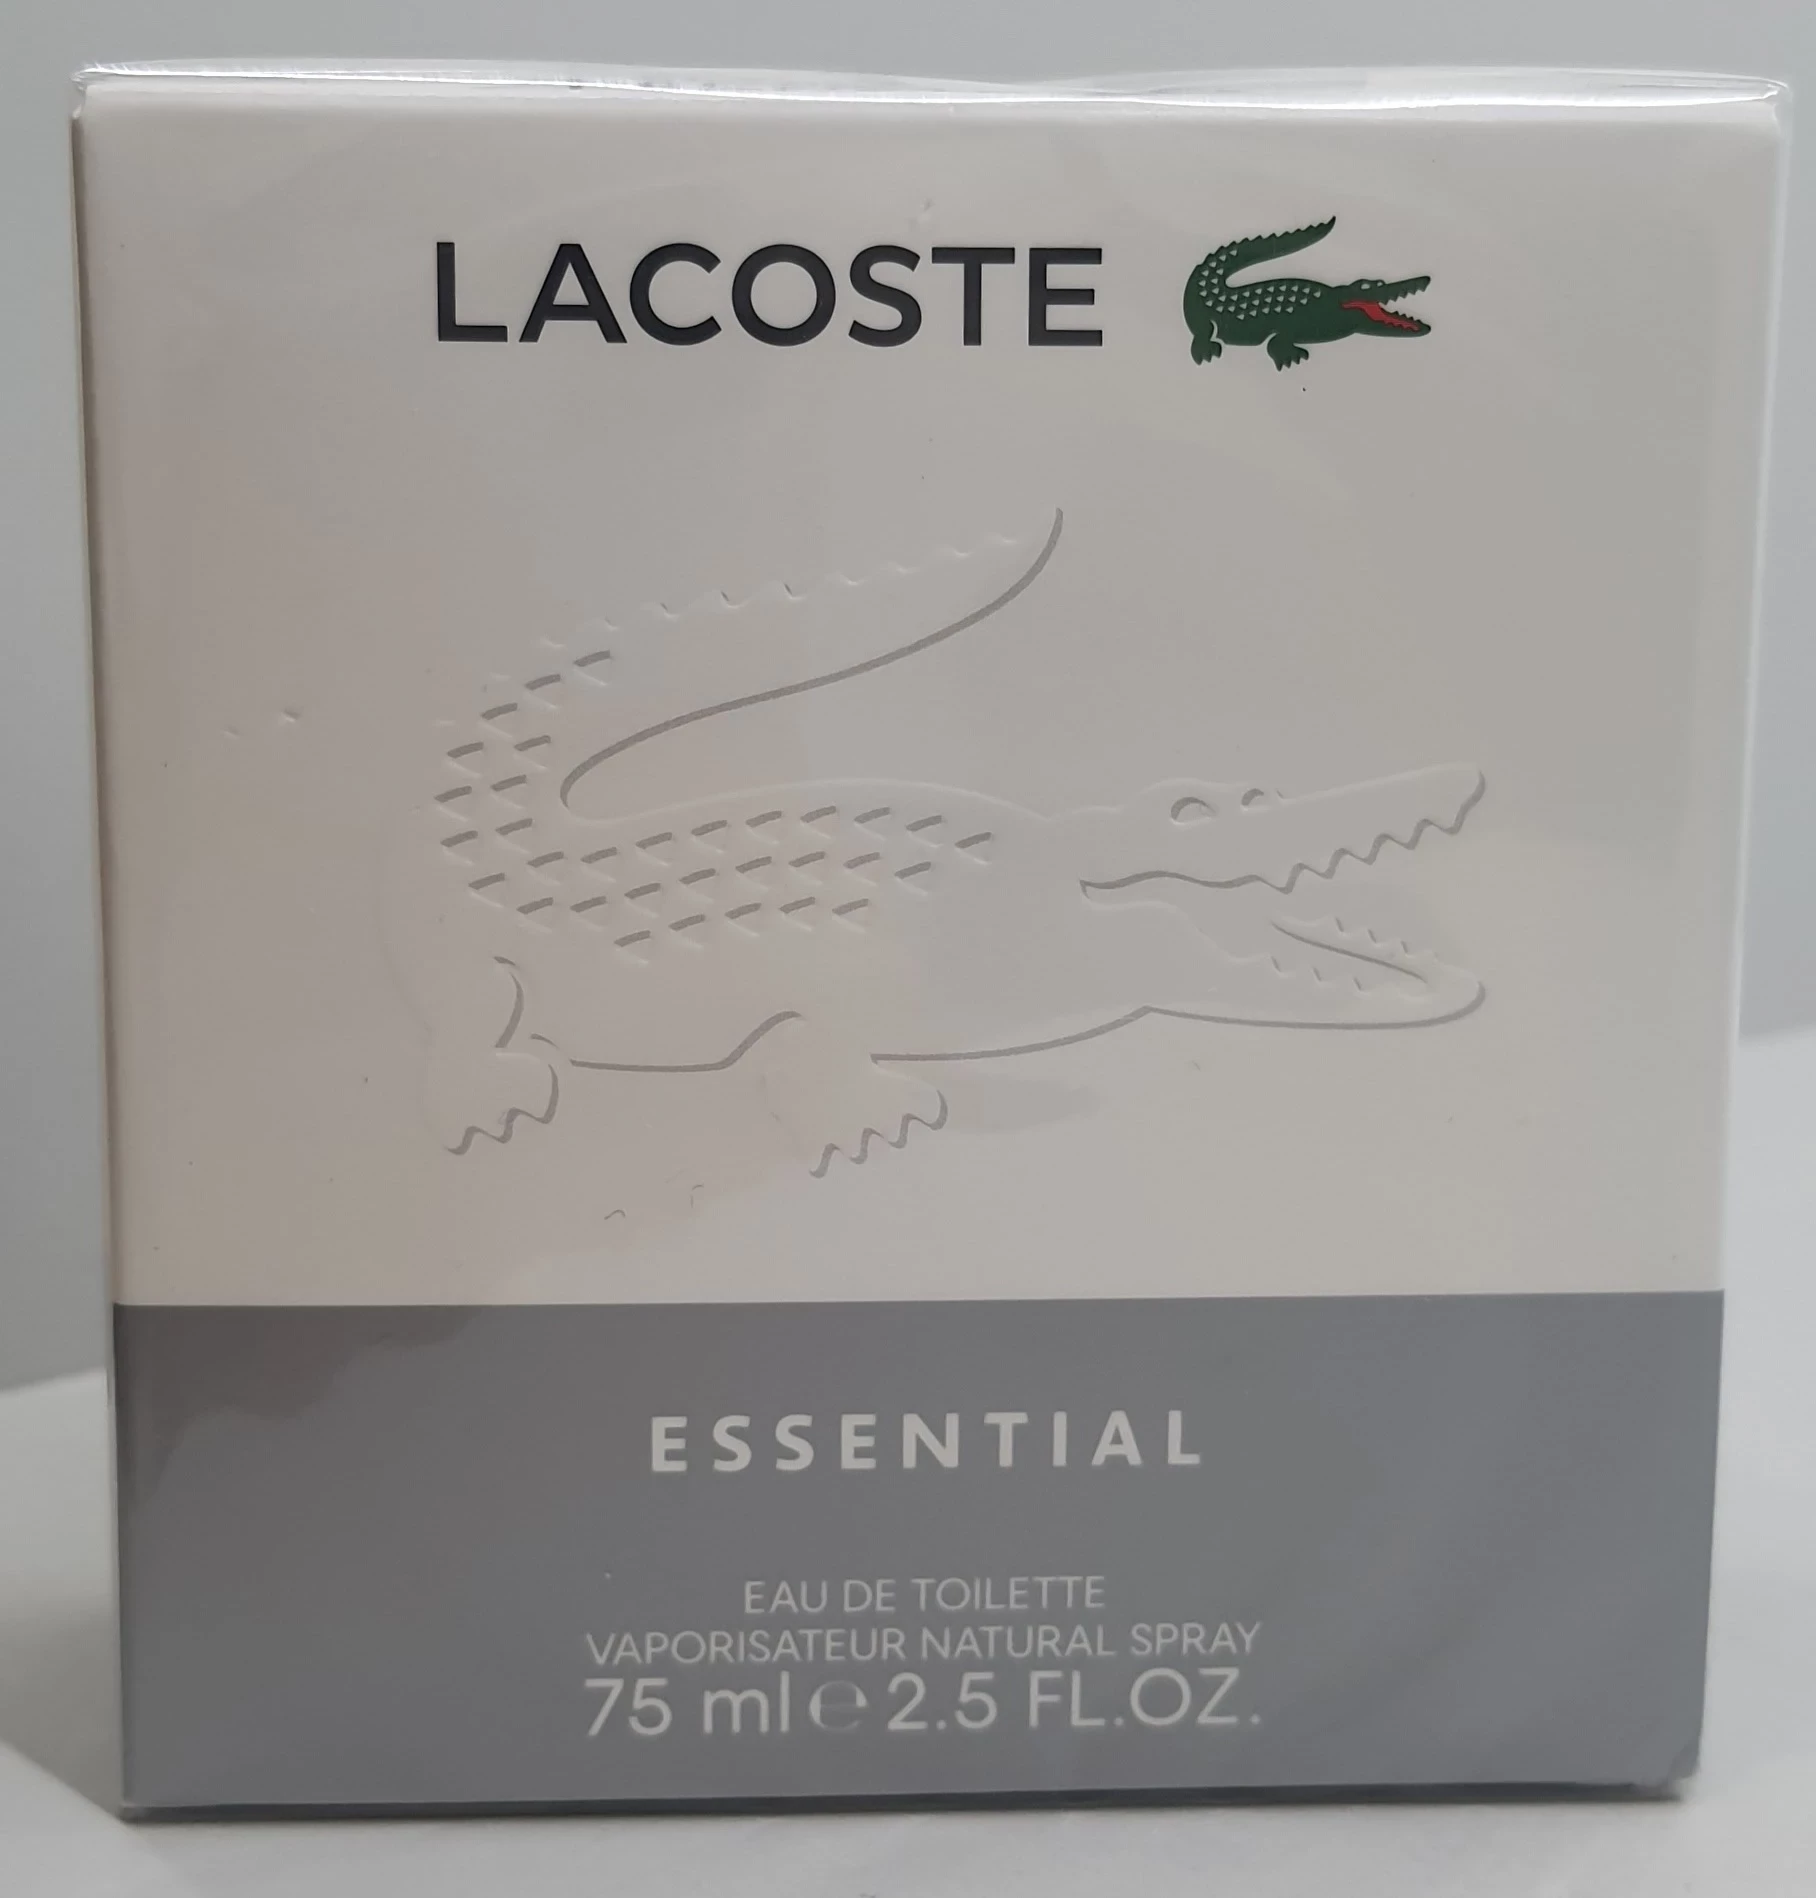 LACOSTE
ESSENTIAL
EAU DE TOILETTE
VAPORISATEUR NATURAL SPRAY
75 ml ℮ 2.5 FL.OZ.